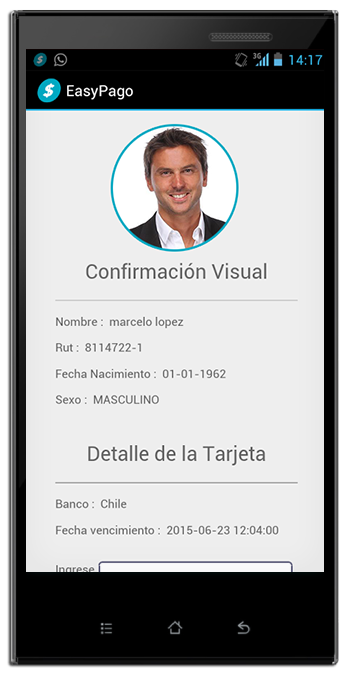 3G 14:17
EasyPago
Confirmación Visual
Nombre : marcelo lopez
Rut : 8114722-1
Fecha Nacimiento : 01-01-1962
Sexo : MASCULINO
Detalle de la Tarjeta
Banco : Chile
Fecha vencimiento : 2015-06-23 12:04:00
Ingrese